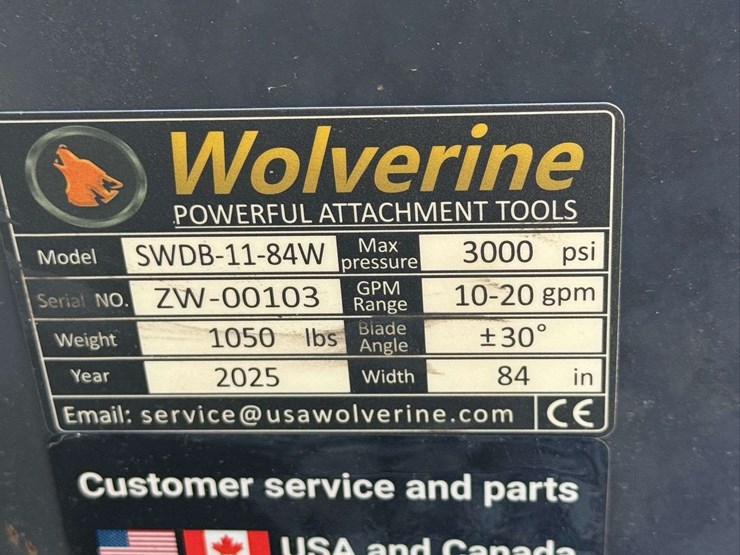 Wolverine
POWERFUL ATTACHMENT TOOLS
Model SWDB-11-84W Max pressure 3000 psi
Serial NO. ZW-00103 GPM Range 10-20 gpm
Weight 1050 lbs Blade Angle ±30°
Year 2025 Width 84 in
Email: service@usawolverine.com CE
Customer service and parts
USA and Canada